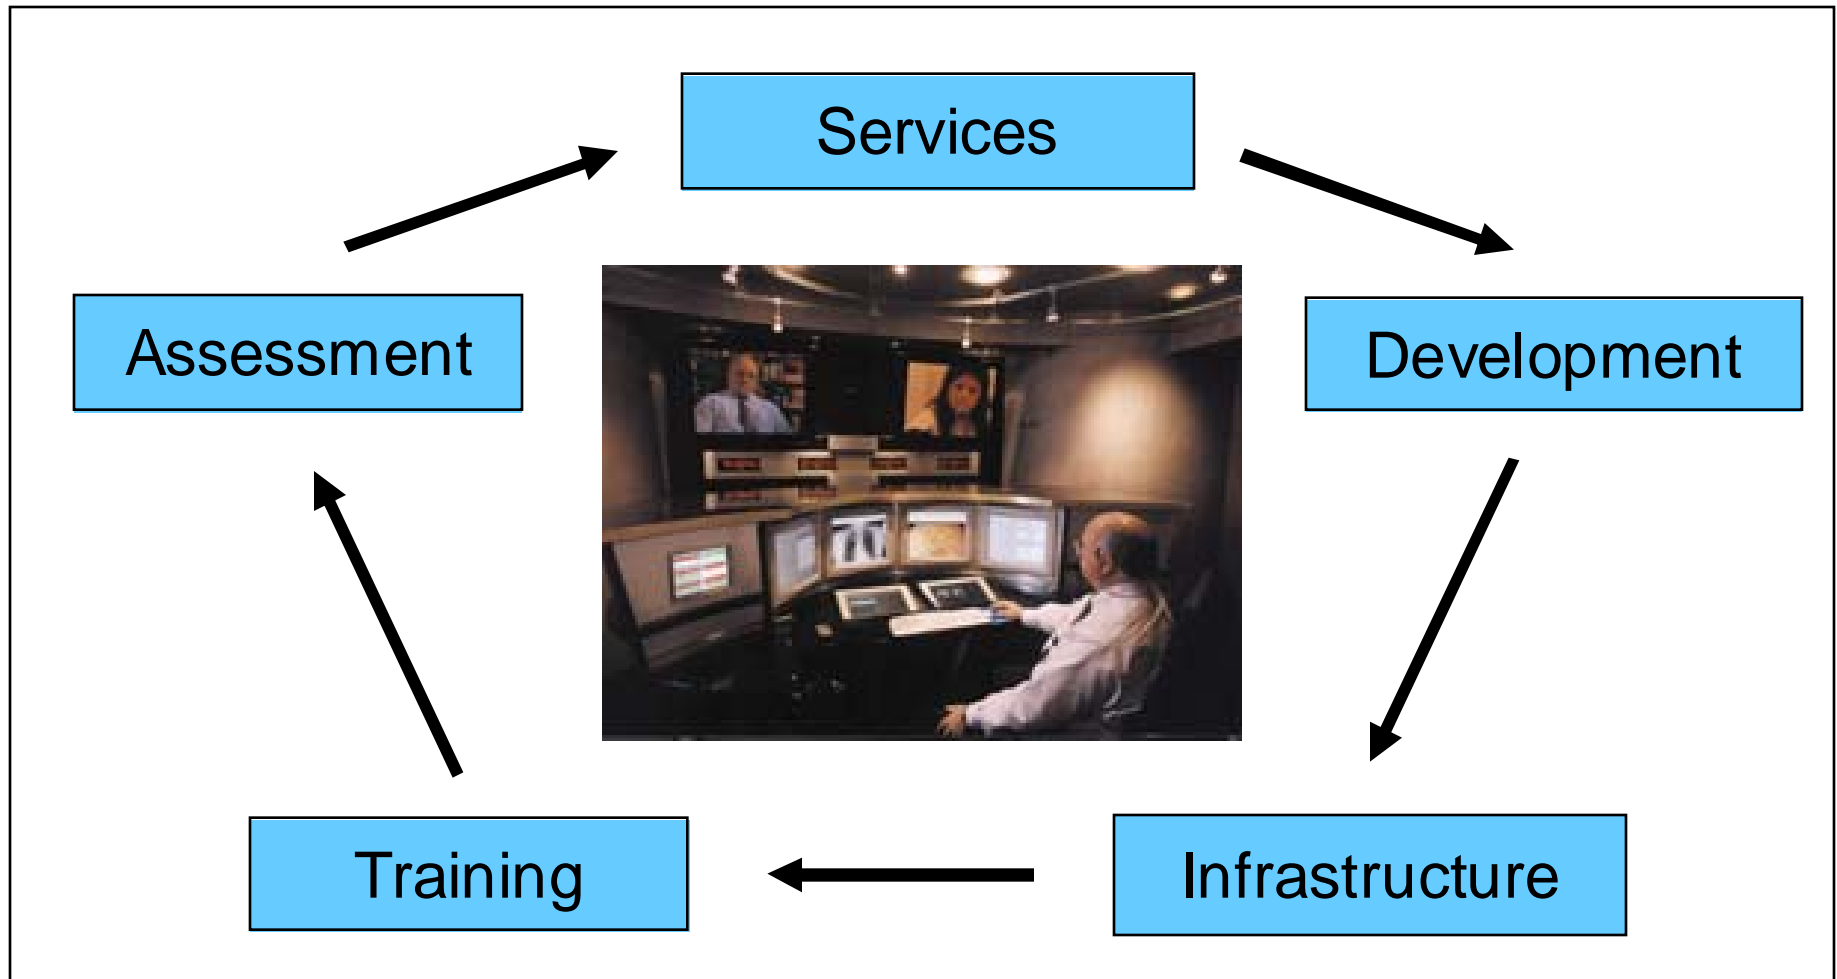 Services
Assessment
Development
Training
Infrastructure